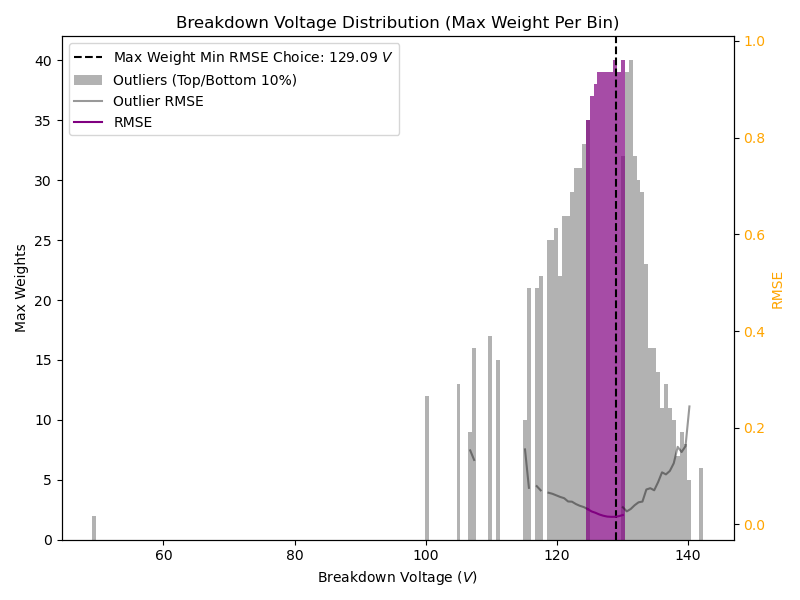 Breakdown Voltage Distribution (Max Weight Per Bin)
Max Weight Min RMSE Choice: 129.09 V
Outliers (Top/Bottom 10%)
Outlier RMSE
RMSE
40
35
30
25
20
15
10
5
0
Max Weights
1.0
0.8
0.6
0.4
0.2
0.0
RMSE
60 80 100 120 140
Breakdown Voltage (V)